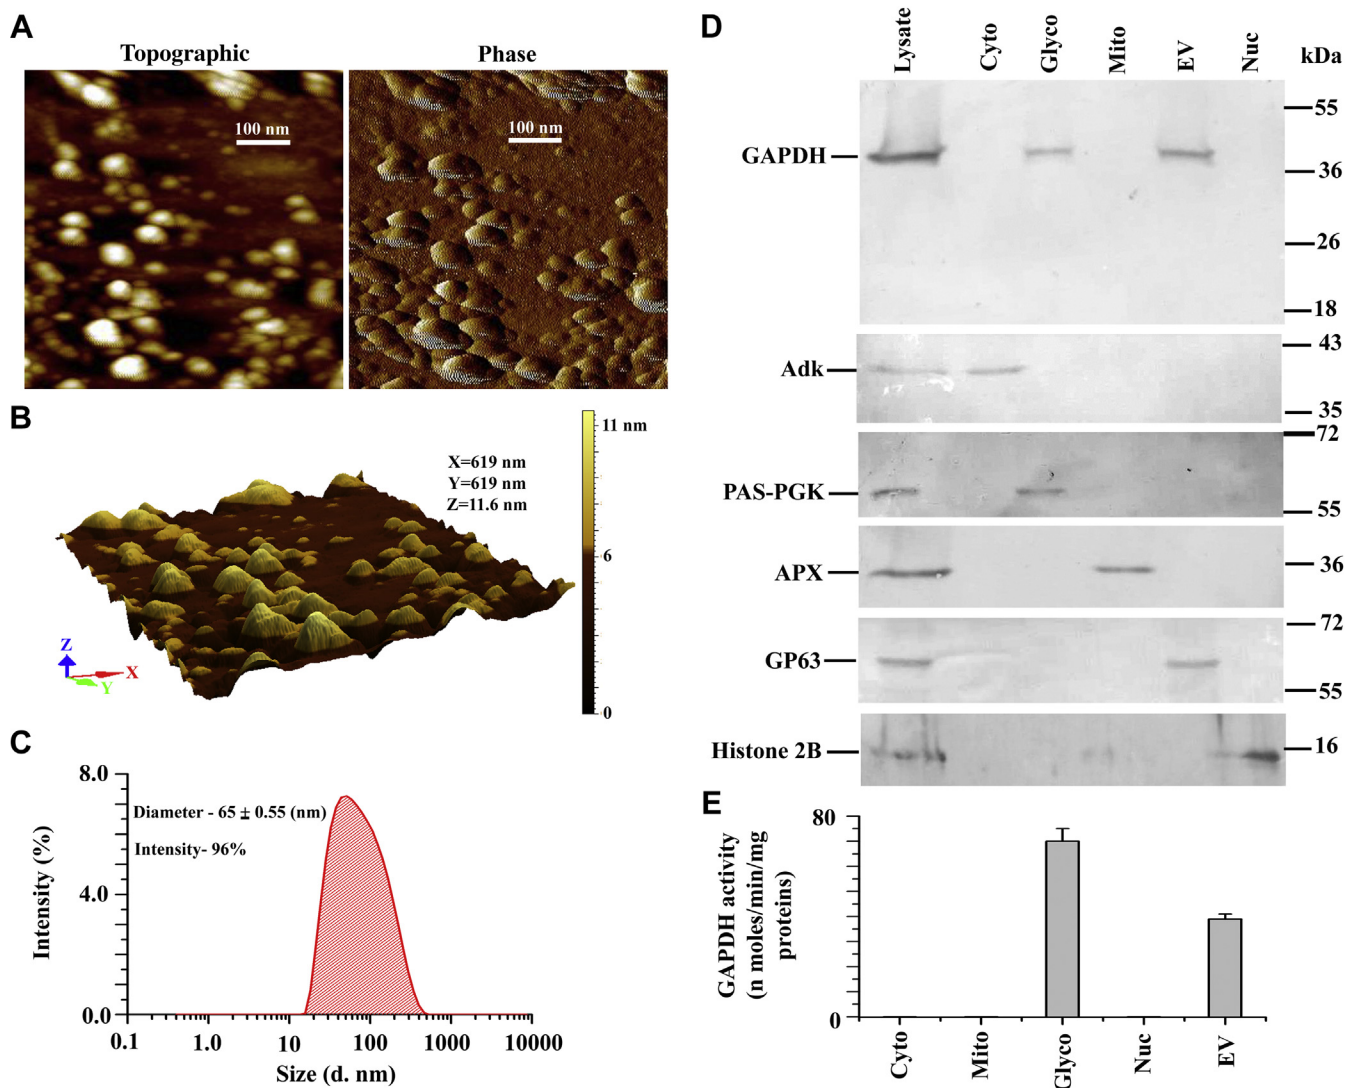 A
Topographic
Phase
100 nm
100 nm
B
X=619 nm
Y=619 nm
Z=11.6 nm
11 nm
6
0
Z
X
Y
C
8.0
4.0
0.0
Intensity (%)
Diameter - 65 ± 0.55 (nm)
Intensity- 96%
0.1 1.0 10 100 1000 10000
Size (d. nm)
D
Lysate Cyto Glyco Mito EV Nuc kDa
GAPDH
55
36
26
18
Adk
43
35
PAS-PGK
72
55
APX
36
GP63
72
55
Histone 2B
16
E
GAPDH activity
(n moles/min/mg
proteins)
80
0
Cyto Mito Glyco Nuc EV